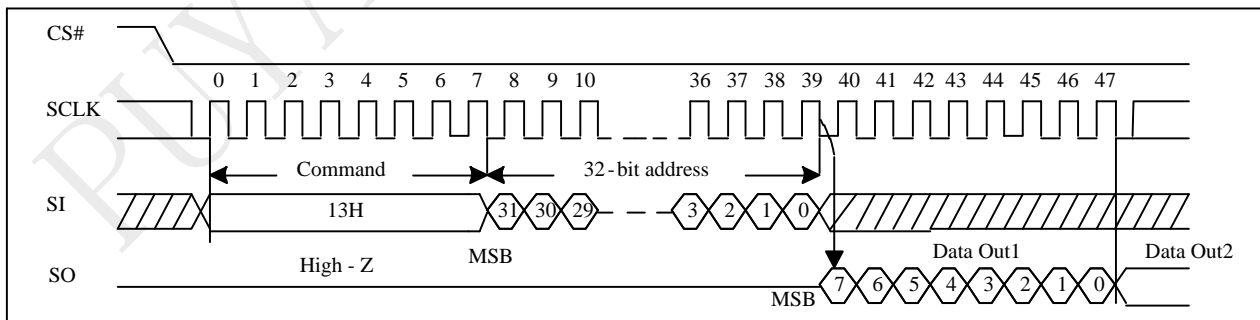 PUYA
CS#
0 1 2 3 4 5 6 7 8 9 10 36 37 38 39 40 41 42 43 44 45 46 47
SCLK
Command 32-bit address
SI 13H 31 30 29 3 2 1 0
MSB Data Out1 Data Out2
High - Z
SO
MSB 7 6 5 4 3 2 1 0